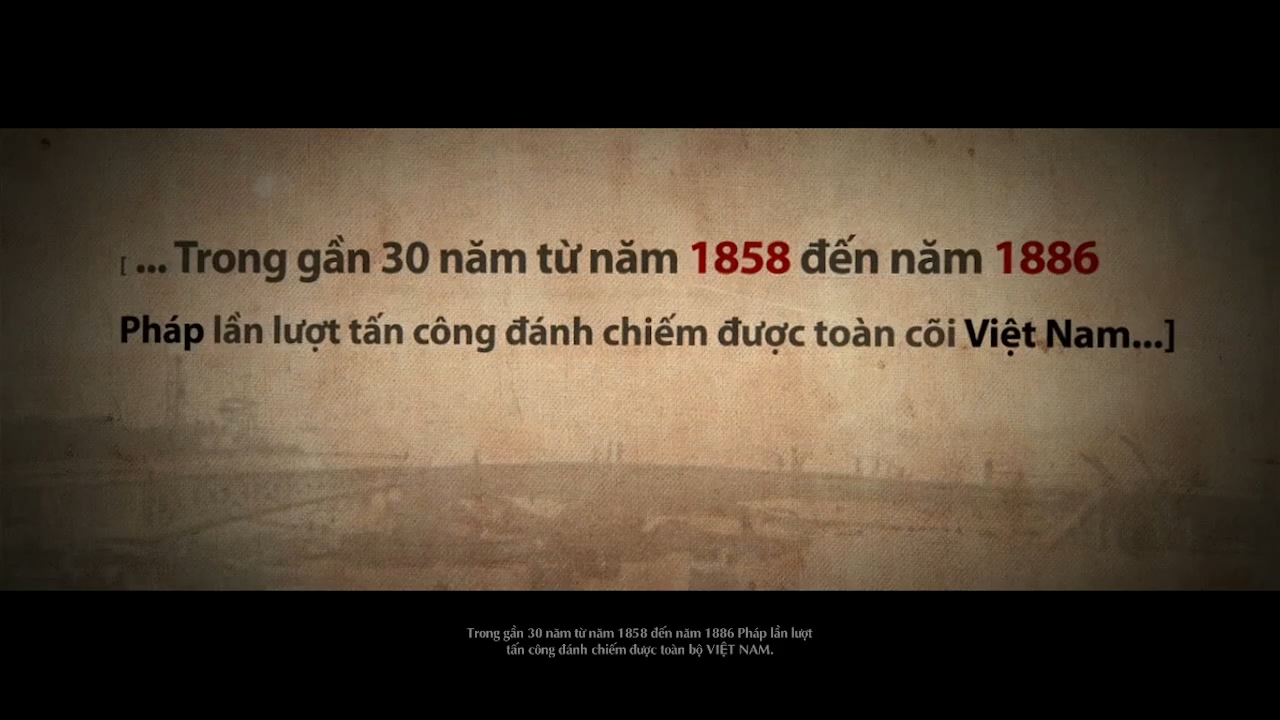 [ ... Trong gần 30 năm từ năm 1858 đến năm 1886
Pháp lần lượt tấn công đánh chiếm được toàn cõi Việt Nam...]
Trong gần 30 năm từ năm 1858 đến năm 1886 Pháp lần lượt
tấn công đánh chiếm được toàn bộ VIỆT NAM.